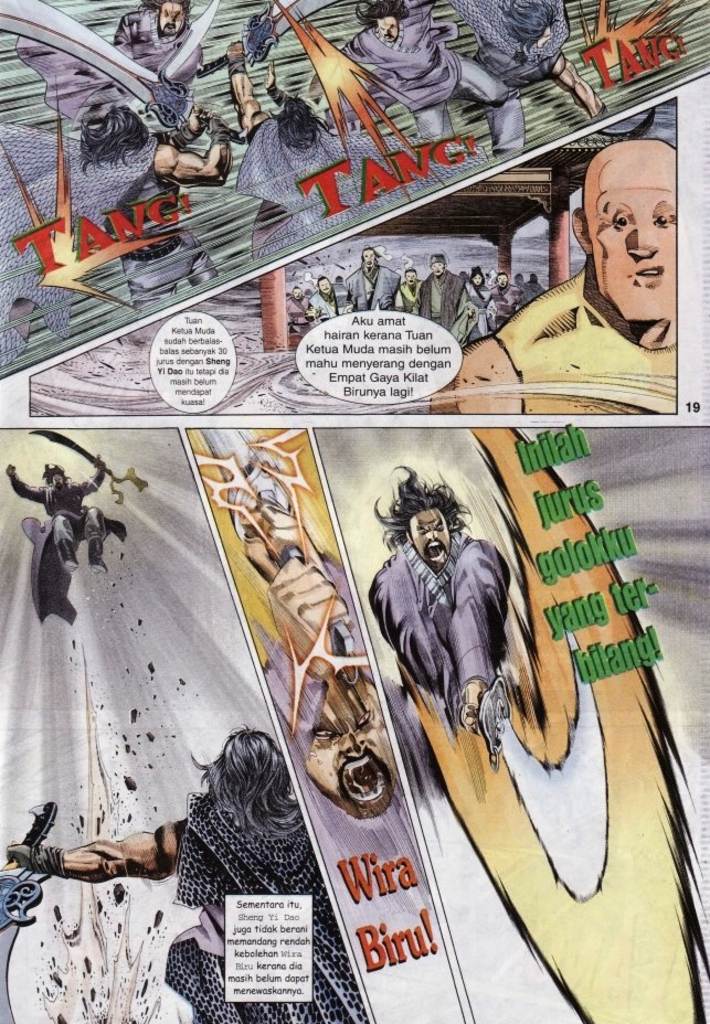 TANG!
TANG!
TANG!
Tuan
Ketua Muda
sudah berbalas-
balas sebanyak 30
jurus dengan Sheng
Yi Dao itu tetapi dia
masih belum
mendapat
kuasa!
Aku amat
hairan kerana Tuan
Ketua Muda masih belum
mahu menyerang dengan
Empat Gaya Kilat
Birunya lagi!
19
Inilah
jurus
golokku
yang ter-
bilang!
Wira
Biru!
Sementara itu,
Sheng Yi Dao
juga tidak berani
memandang rendah
kebolehan Wira
Biru kerana dia
masih belum dapat
menewaskannya.